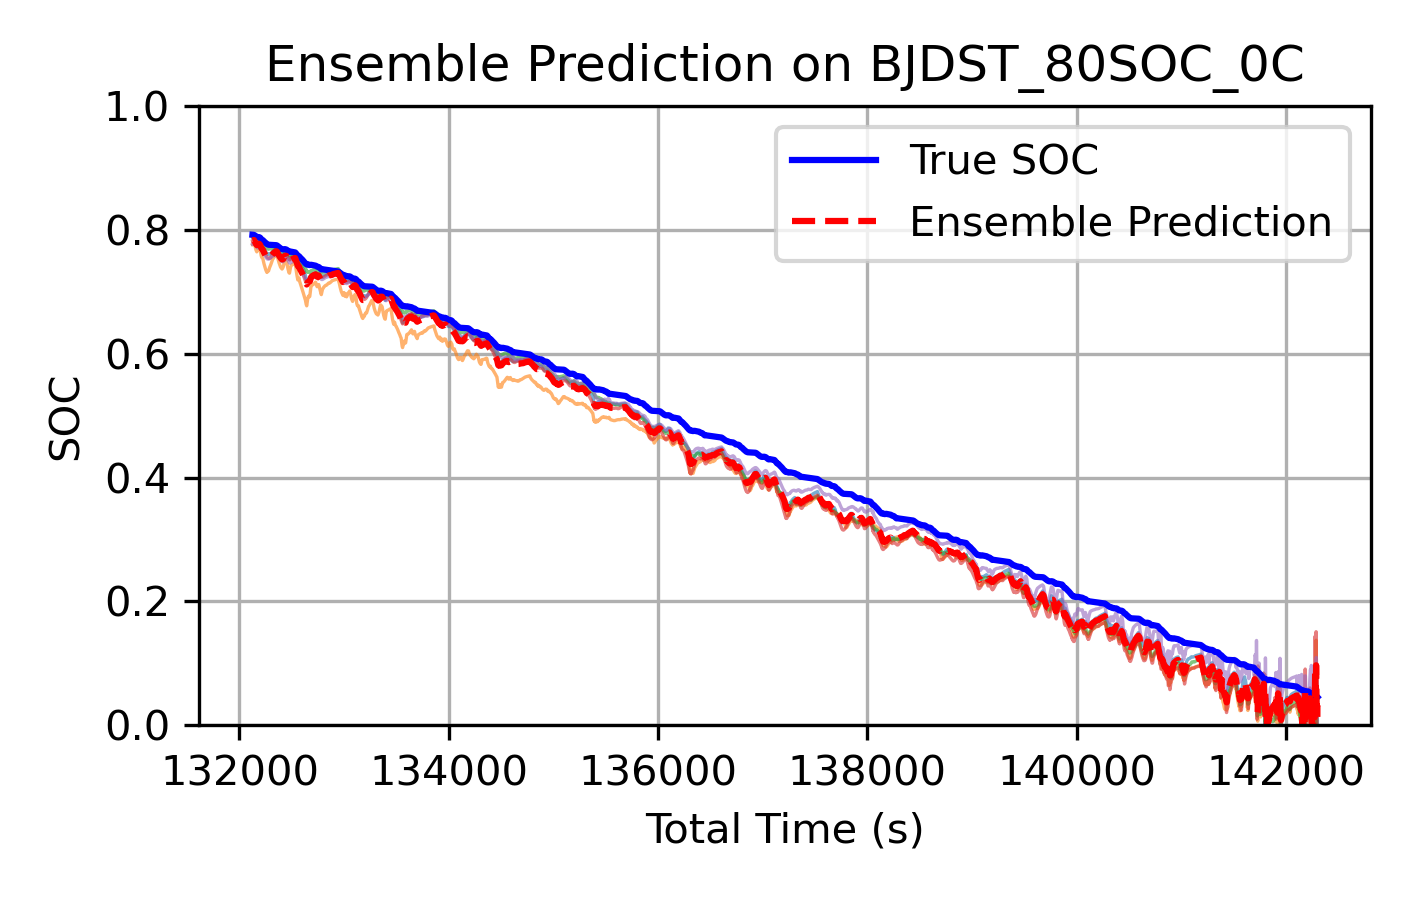 Ensemble Prediction on BJDST_80SOC_0C
1.0
0.8
0.6
0.4
0.2
0.0
SOC
True SOC
Ensemble Prediction
132000 134000 136000 138000 140000 142000
Total Time (s)